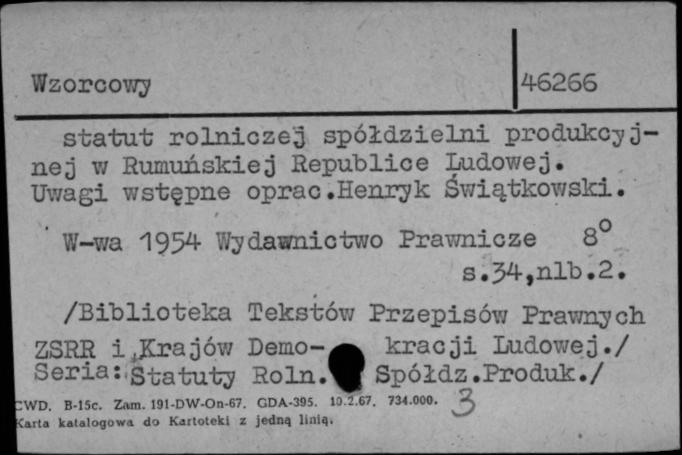 Wzorcowy 46266
statut rolniczej spółdzielni produkcyj-
nej w Rumuńskiej Republice Ludowej.
Uwagi wstępne oprac.Henryk Świątkowski.
W-wa 1954 Wydawnictwo Prawnicze 8°
s.34,nlb.2.
/Biblioteka Tekstów Przepisów Prawnych
ZSRR i Krajów Demo- kracji Ludowej./
Seria: Statuty Roln. Spółdz.Produk./
CWD. B-15c. Zam. 191-DW-On-67. GDA-395. 10.2.67. 734.000. 3
Karta katalogowa do Kartoteki z jedną linią.